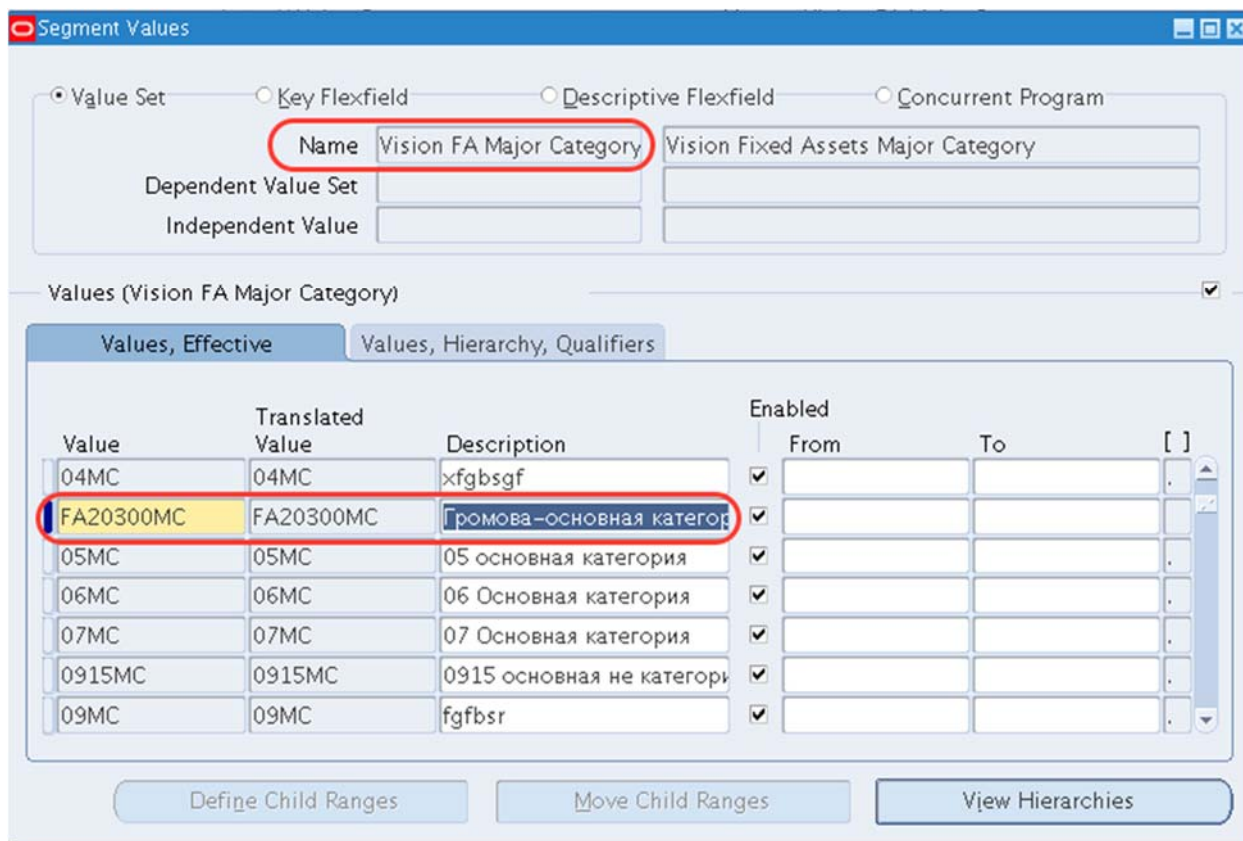 Segment Values
Value Set Key Flexfield Descriptive Flexfield Concurrent Program
Name Vision FA Major Category Vision Fixed Assets Major Category
Dependent Value Set
Independent Value
Values (Vision FA Major Category)
Values, Effective Values, Hierarchy, Qualifiers
Enabled
Translated
Value Value Description From To [ ]
04MC 04MC xfgbsgf
FA20300MC FA20300MC Громова-основная категор
05MC 05MC 05 основная категория
06MC 06MC 06 Основная категория
07MC 07MC 07 Основная категория
0915MC 0915MC 0915 основная не категори
09MC 09MC fgfbsr
Define Child Ranges Move Child Ranges View Hierarchies